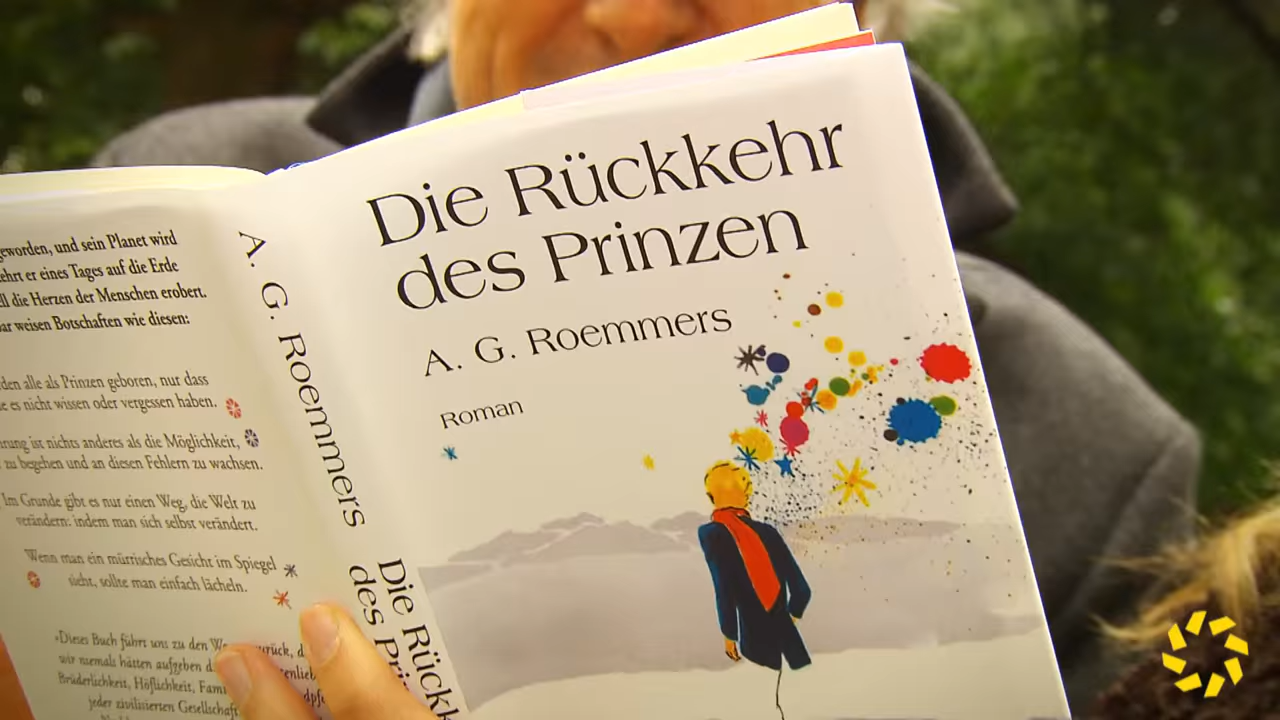 Die Rückkehr
des Prinzen
A. G. Roemmers
Roman
A. G. Roemmers Die Rückk
des Pri
geworden, und sein Planet wird
ehrt er eines Tages auf die Erde
ll die Herzen der Menschen erobert.
ar weisen Botschaften wie diesen:
den alle als Prinzen geboren, nur dass
e es nicht wissen oder vergessen haben.
rung ist nichts anderes als die Möglichkeit,
zu begehen und an diesen Fehlern zu wachsen.
Im Grunde gibt es nur einen Weg, die Welt zu
verändern: indem man sich selbst verändert.
Wenn man ein mürrisches Gesicht im Spiegel
sieht, sollte man einfach lächeln.
»Dieses Buch führt uns zu den We urück, d
wir niemals hätten aufgeben d
Brüderlichkeit, Höflichkeit, Fam
jeder zivilisierten Gesellschaft